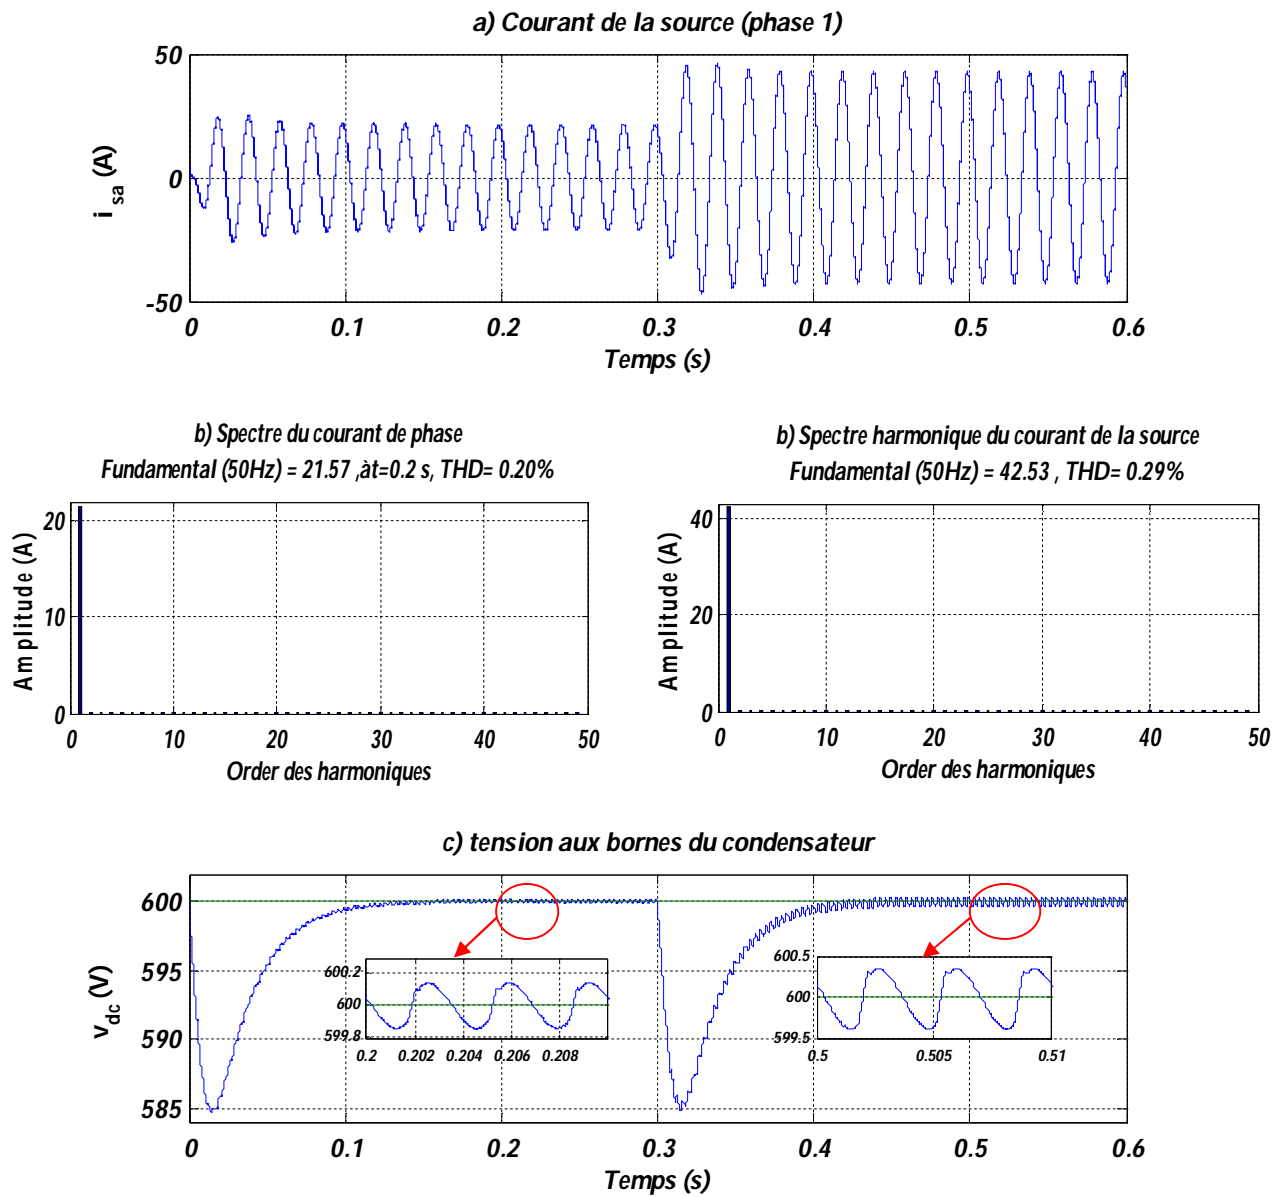 a) Courant de la source (phase 1)
50
0
-50
i sa (A)
0 0.1 0.2 0.3 0.4 0.5 0.6
Temps (s)
b) Spectre du courant de phase
Fundamental (50Hz) = 21.57 ,àt=0.2 s, THD= 0.20%
20
10
0
Amplitude (A)
0 10 20 30 40 50
Order des harmoniques
b) Spectre harmonique du courant de la source
Fundamental (50Hz) = 42.53 , THD= 0.29%
40
20
0
Amplitude (A)
0 10 20 30 40 50
Order des harmoniques
c) tension aux bornes du condensateur
600
595
590
585
v dc (V)
600.2
600
599.8
0.2 0.202 0.204 0.206 0.208
600.5
600
599.5
0.5 0.505 0.51
0 0.1 0.2 0.3 0.4 0.5 0.6
Temps (s)